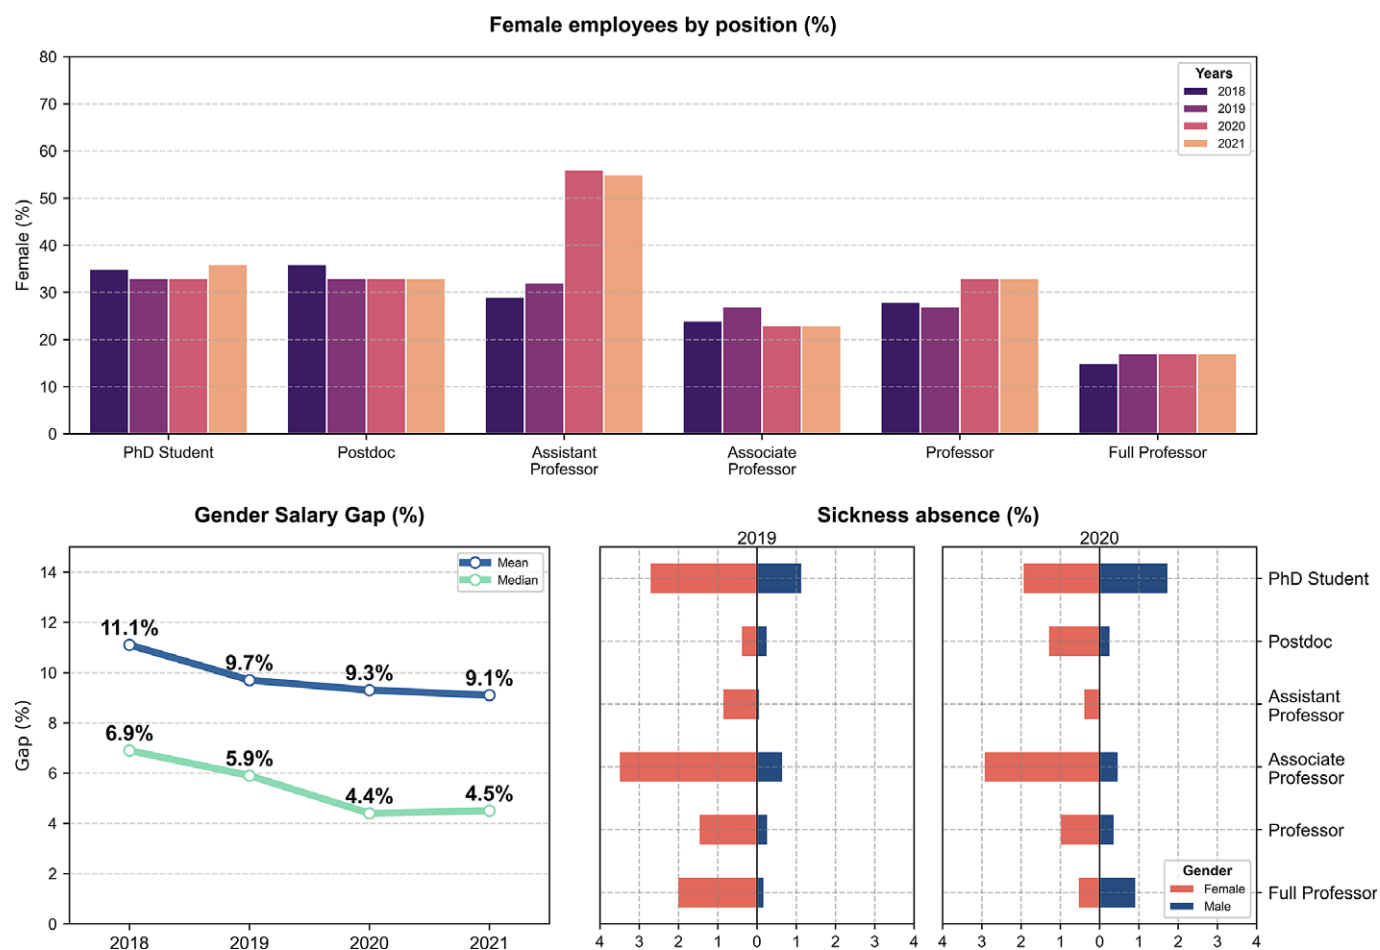 Female employees by position (%)
80
70
60
50
40
30
20
10
0
Female (%)
Years
2018
2019
2020
2021
PhD Student
Postdoc
Assistant
Professor
Associate
Professor
Professor
Full Professor
Gender Salary Gap (%)
14
12
10
8
6
4
2
0
Gap (%)
Mean
Median
11.1%
9.7%
9.3%
9.1%
6.9%
5.9%
4.4%
4.5%
2018
2019
2020
2021
Sickness absence (%)
2019
2020
PhD Student
Postdoc
Assistant
Professor
Associate
Professor
Professor
Full Professor
Gender
Female
Male
4 3 2 1 0 1 2 3 4
4 3 2 1 0 1 2 3 4